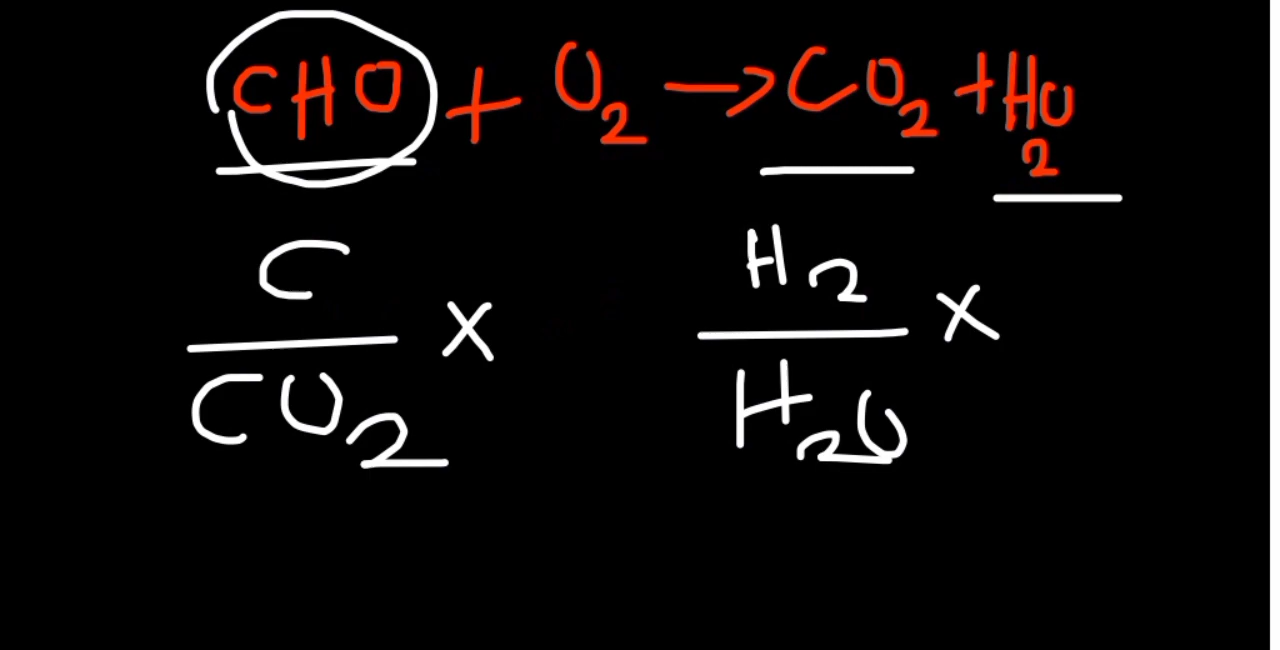 CHO + O₂ → CO₂ + H₂O
C/CO₂ × H₂/H₂O ×